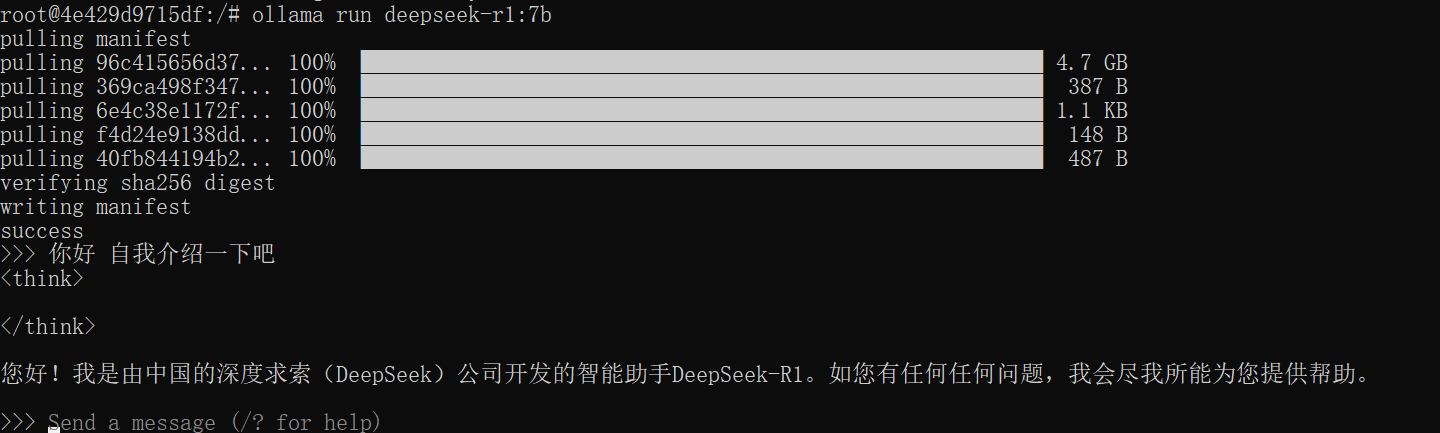 root@4e429d9715df:/# ollama run deepseek-r1:7b
pulling manifest
pulling 96c415656d37... 100% 4.7 GB
pulling 369ca498f347... 100% 387 B
pulling 6e4c38e1172f... 100% 1.1 KB
pulling f4d24e9138dd... 100% 148 B
pulling 40fb844194b2... 100% 487 B
verifying sha256 digest
writing manifest
success
>>> 你好 自我介绍一下吧
<think>
</think>
您好！我是由中国的深度求索（DeepSeek）公司开发的智能助手DeepSeek-R1。如您有任何任何问题，我会尽我所能为您提供帮助。
>>> Send a message (/? for help)